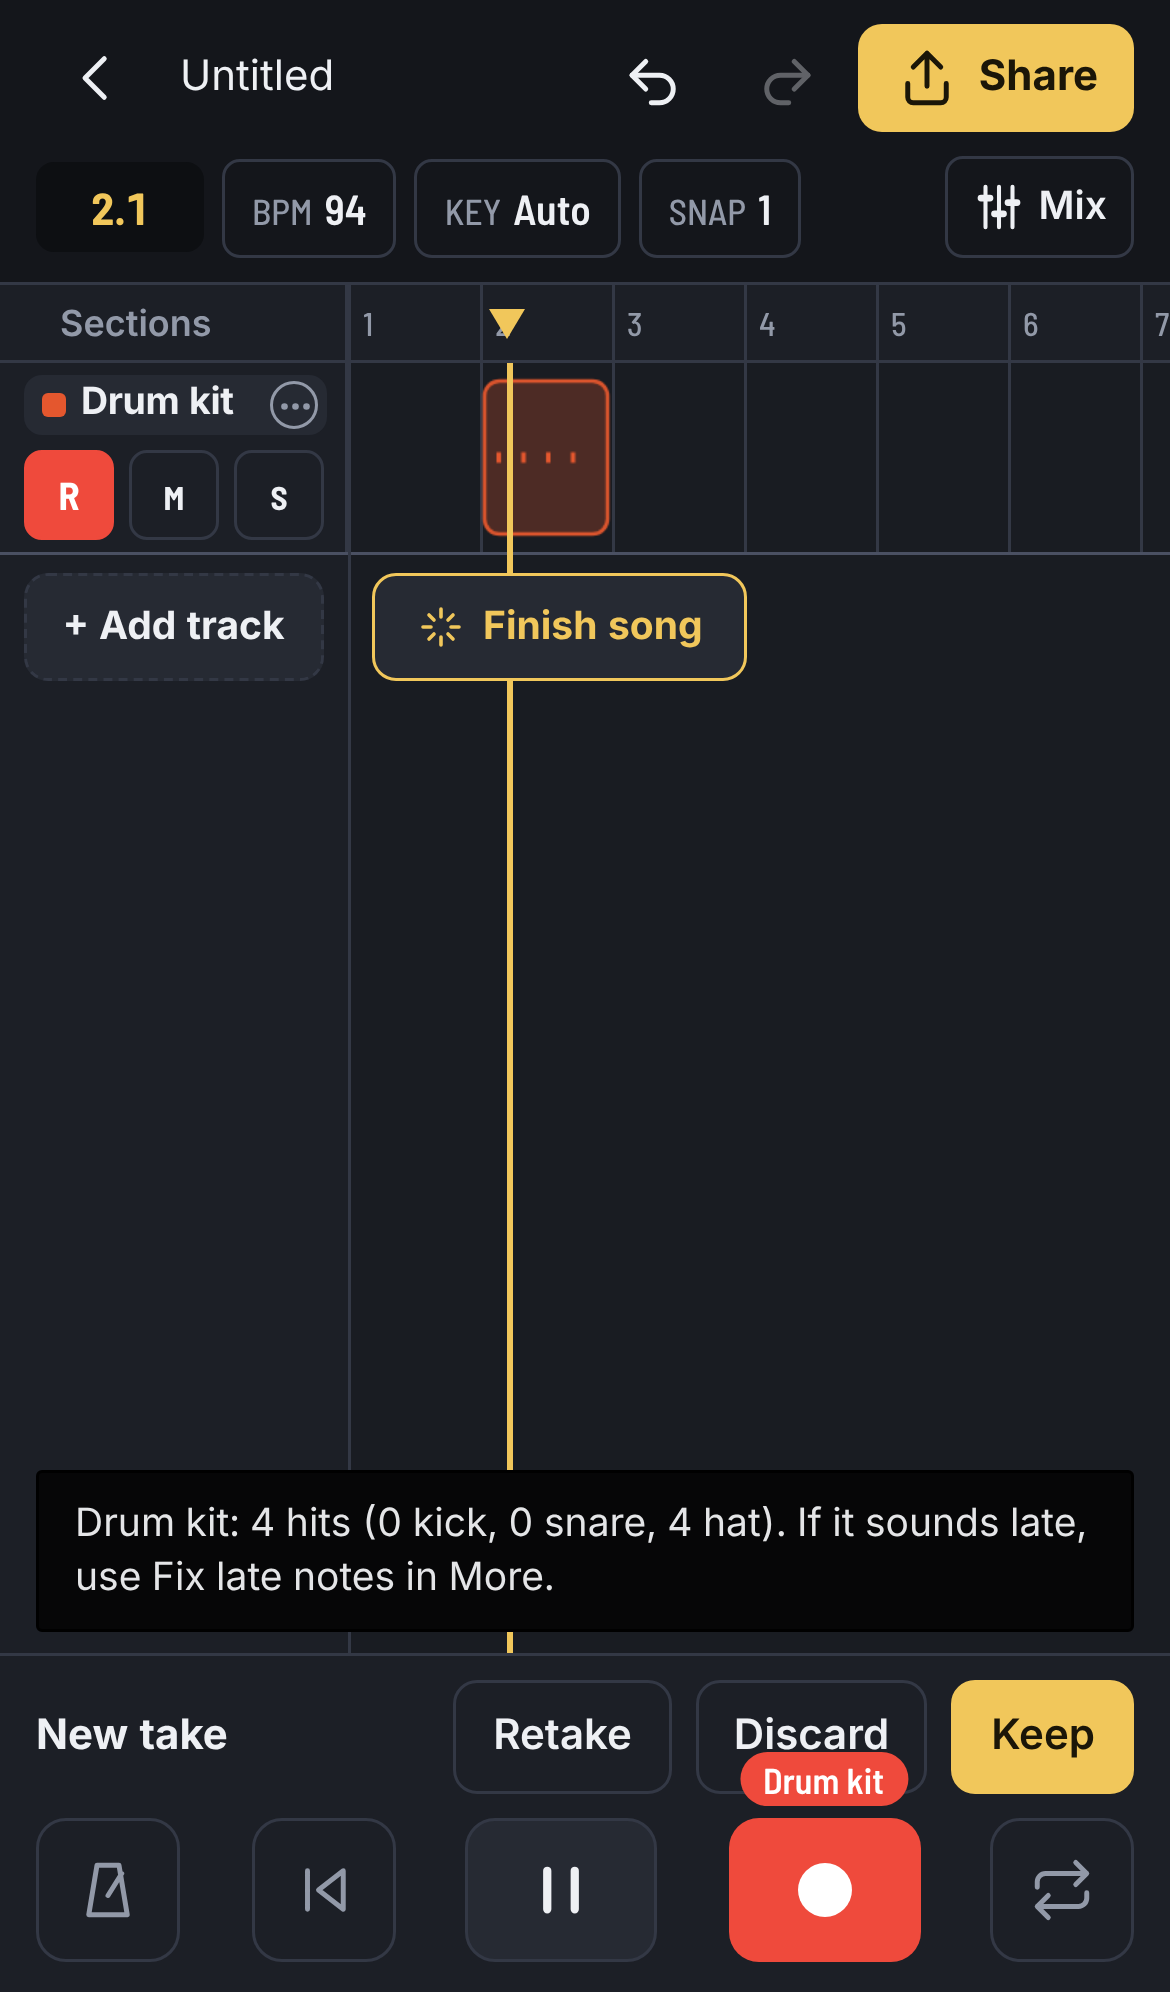 Untitled
Share
2.1
BPM 94
KEY Auto
SNAP 1
Mix
Sections
1
3
4
5
6
7
Drum kit
R
M
S
+ Add track
Finish song
Drum kit: 4 hits (0 kick, 0 snare, 4 hat). If it sounds late,
use Fix late notes in More.
New take
Retake
Discard
Keep
Drum kit